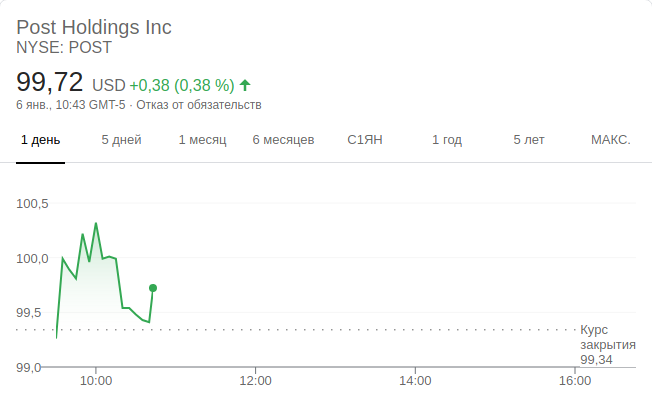 Post Holdings Inc
NYSE: POST
99,72 USD +0,38 (0,38 %)
6 янв., 10:43 GMT-5 · Отказ от обязательств
1 день 5 дней 1 месяц 6 месяцев С1ЯН 1 год 5 лет МАКС.
100,5
100,0
99,5
Курс
закрытия
99,34
99,0
10:00 12:00 14:00 16:00